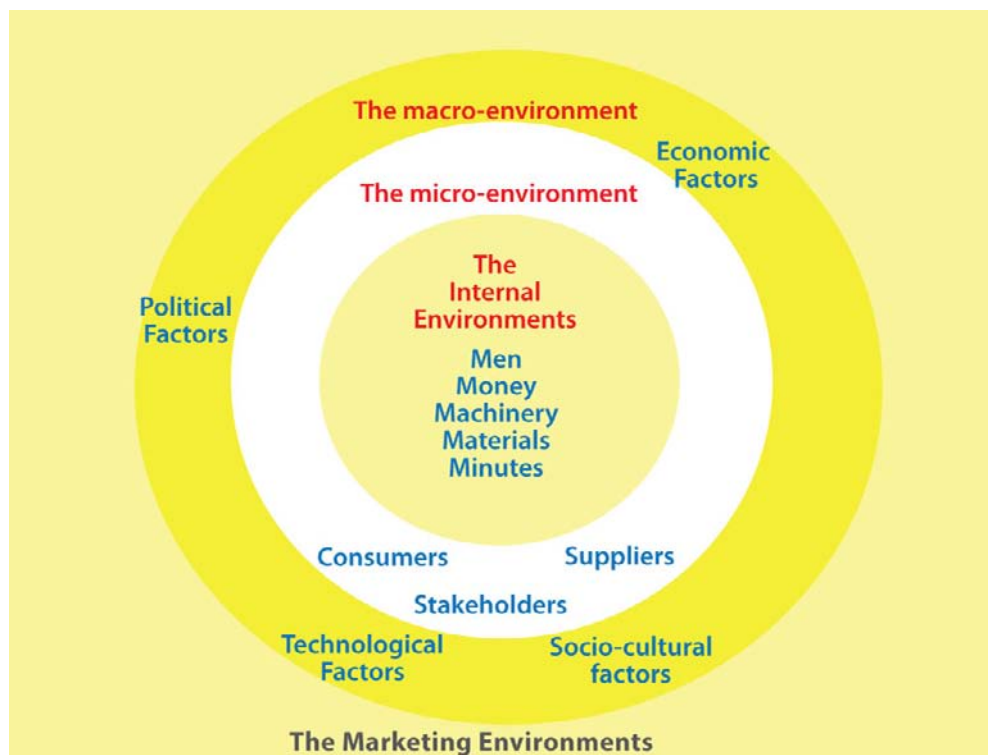 The macro-environment
Economic
Factors
The micro-environment
The
Internal
Environments
Political
Factors
Men
Money
Machinery
Materials
Minutes
Consumers
Suppliers
Stakeholders
Technological
Factors
Socio-cultural
factors
The Marketing Environments